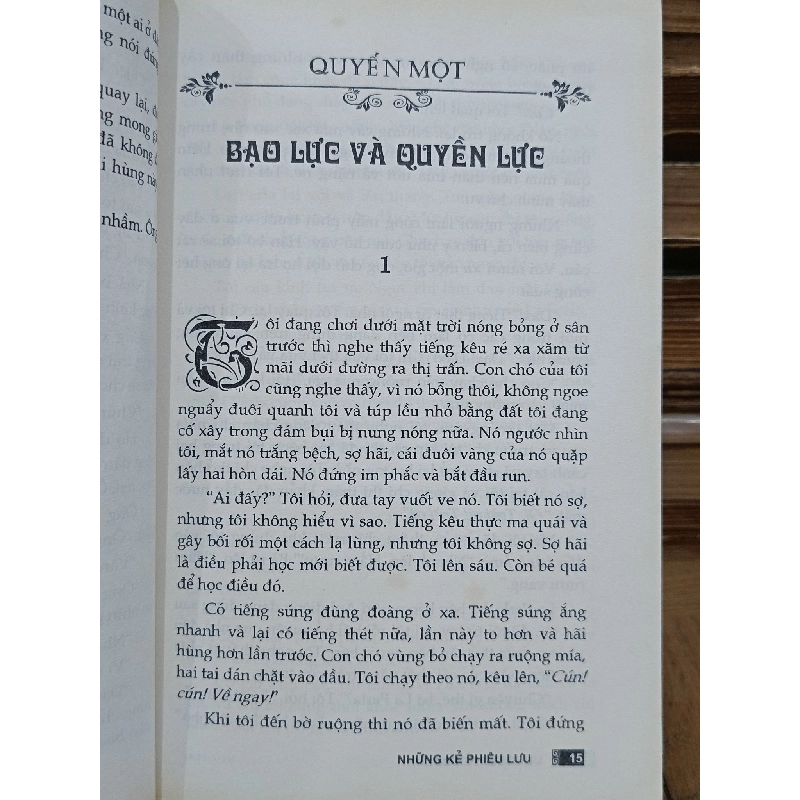 một ai ở
nói
quay lại,
mong
đã không
hùng
nhầm.
QUYỂN MỘT
BẠO LỰC VÀ QUYỀN LỰC
1
Tôi đang chơi dưới mặt trời nóng bỏng ở sân
trước thì nghe thấy tiếng kêu ré xa xăm từ
mãi dưới đường ra thị trấn. Con chó của tôi
cũng nghe thấy, vì nó bỗng thôi, không ngoe
nguẩy đuôi quanh tôi và túp lều nhỏ bằng đất tôi đang
cố xây trong đám bụi bị nung nóng nữa. Nó ngước nhìn
tôi, mắt nó trắng bệch, sợ hãi, cái đuôi vàng của nó quặp
lấy hai hòn dái. Nó đứng im phắc và bắt đầu run.
“Ai đấy?” Tôi hỏi, đưa tay vuốt ve nó. Tôi biết nó sợ,
nhưng tôi không hiểu vì sao. Tiếng kêu thực ma quái và
gây bối rối một cách lạ lùng, nhưng tôi không sợ. Sợ hãi
là điều phải học mới biết được. Tôi lên sáu. Còn bé quá
để học điều đó.
Có tiếng súng đùng đoàng ở xa. Tiếng súng ắng
nhanh và lại có tiếng thét nữa, lần này to hơn và hãi
hùng hơn lần trước. Con chó vùng bỏ chạy ra ruộng mía,
hai tai dán chặt vào đầu. Tôi chạy theo nó, kêu lên, “Cún!
cún! Về ngay!”
Khi tôi đến bờ ruộng thì nó đã biến mất. Tôi đứng
NHỮNG KẺ PHIÊU LƯU 15